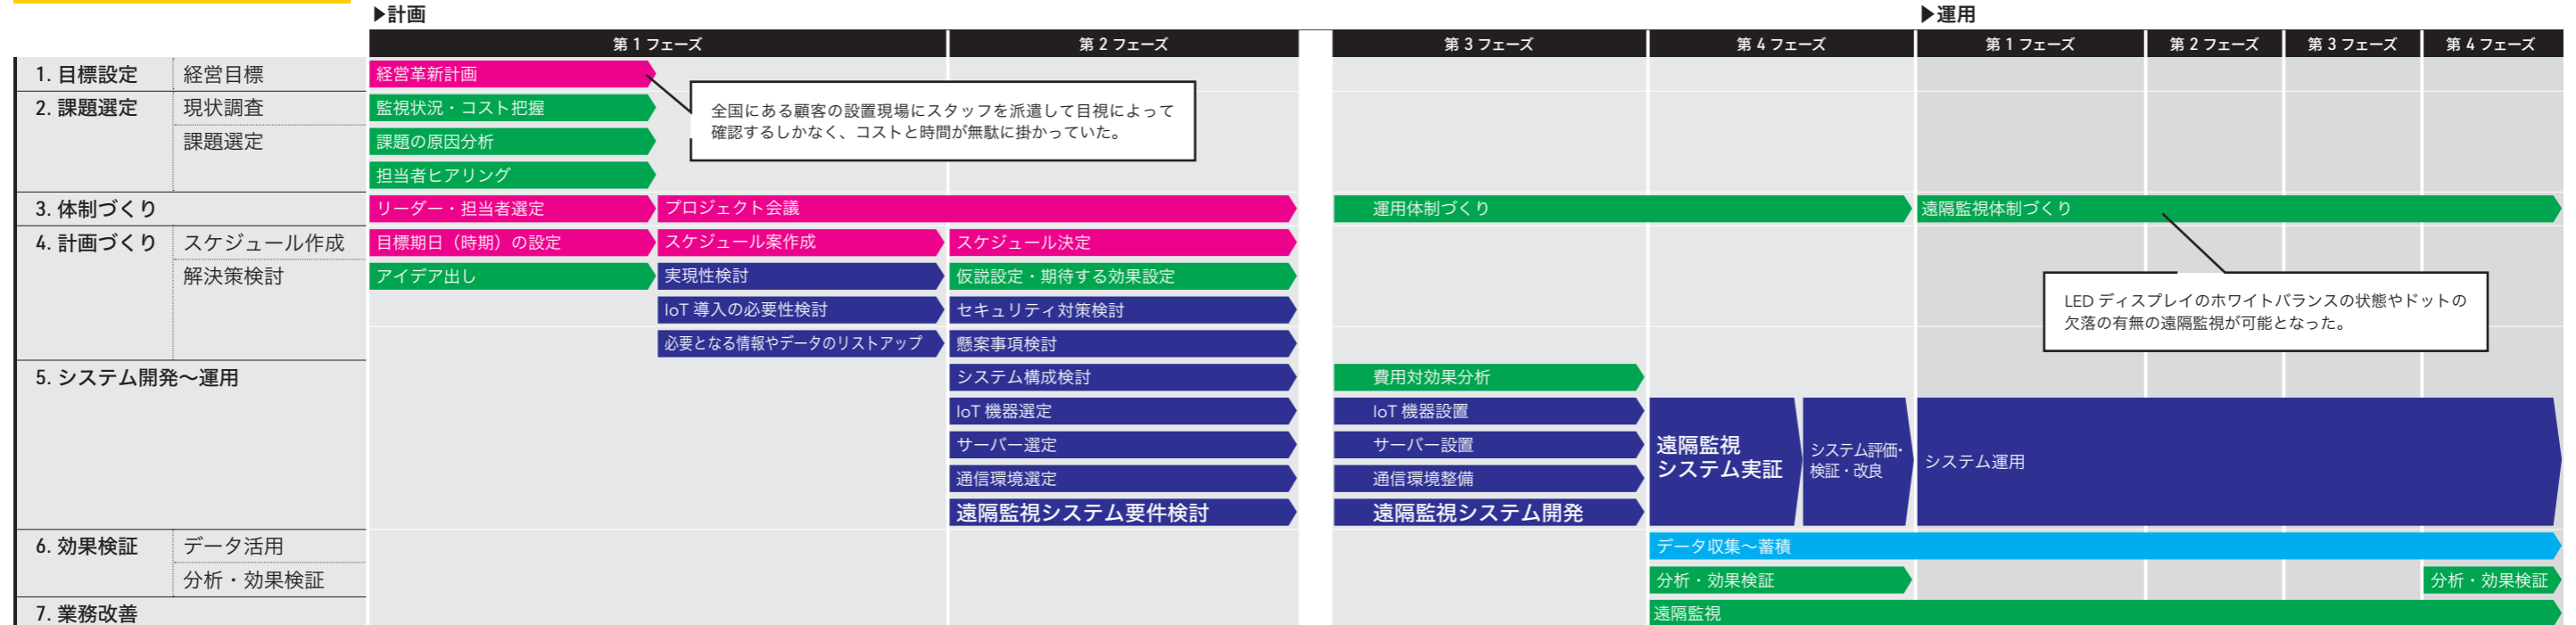 ▶計画
▶運用
第 1 フェーズ
第 2 フェーズ
第 3 フェーズ
第 4 フェーズ
第 1 フェーズ
第 2 フェーズ
第 3 フェーズ
第 4 フェーズ
1. 目標設定
経営目標
経営革新計画
全国にある顧客の設置現場にスタッフを派遣して目視によって
確認するしかなく、コストと時間が無駄に掛かっていた。
2. 課題選定
現状調査
監視状況・コスト把握
課題選定
課題の原因分析
担当者ヒアリング
3. 体制づくり
リーダー・担当者選定
プロジェクト会議
運用体制づくり
遠隔監視体制づくり
4. 計画づくり
スケジュール作成
目標期日（時期）の設定
スケジュール案作成
スケジュール決定
解決策検討
アイデア出し
実現性検討
仮説設定・期待する効果設定
LED ディスプレイのホワイトバランスの状態やドットの
欠落の有無の遠隔監視が可能となった。
IoT 導入の必要性検討
セキュリティ対策検討
必要となる情報やデータのリストアップ
懸案事項検討
5. システム開発～運用
システム構成検討
費用対効果分析
IoT 機器選定
IoT 機器設置
サーバー選定
サーバー設置
通信環境選定
通信環境整備
遠隔監視システム要件検討
遠隔監視システム開発
遠隔監視
システム実証
システム評価・
検証・改良
システム運用
6. 効果検証
データ活用
データ収集～蓄積
分析・効果検証
分析・効果検証
分析・効果検証
7. 業務改善
遠隔監視